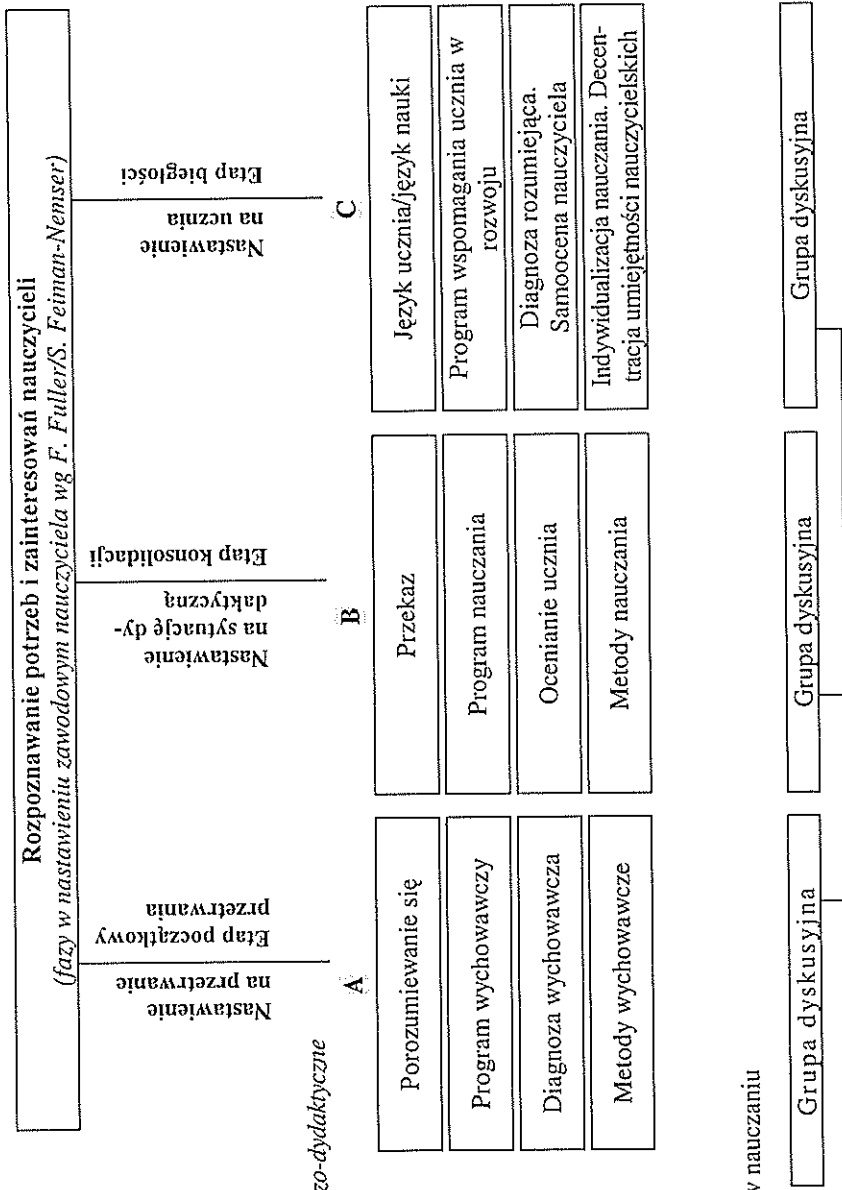 Rozpoznawanie potrzeb i zainteresowań nauczycieli
(fazy w nastawieniu zawodowym nauczyciela wg F. Fuller/S. Feiman-Nemser)
Nastawienie
na przetrwanie
Etap początkowy
przetrwania
Nastawienie
na sytuację dy-
daktyczną
Etap konsolidacji
Nastawienie
na ucznia
Etap biegłości
zo-dydaktyczne
A
B
C
Porozumiewanie się
Program wychowawczy
Diagnoza wychowawcza
Metody wychowawcze
Przekaz
Program nauczania
Ocenianie ucznia
Metody nauczania
Język ucznia/język nauki
Program wspomagania ucznia w
rozwoju
Diagnoza rozumiejąca.
Samoocena nauczyciela
Indywidualizacja nauczania. Decen-
tracja umiejętności nauczycielskich
v nauczaniu
Grupa dyskusyjna
Grupa dyskusyjna
Grupa dyskusyjna